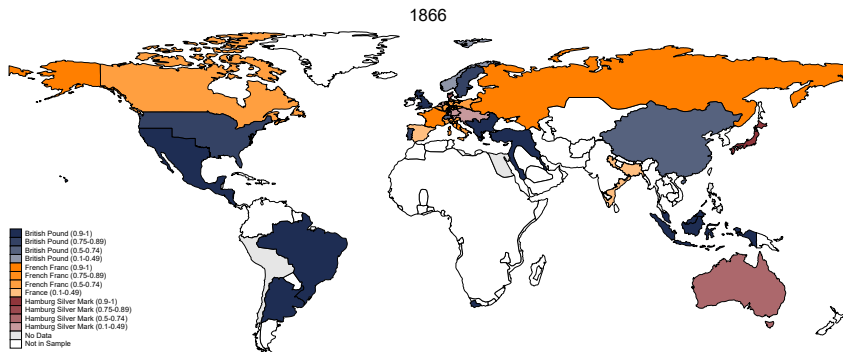 1866
British Pound (0.9-1)
British Pound (0.75-0.89)
British Pound (0.5-0.74)
British Pound (0.1-0.49)
French Franc (0.9-1)
French Franc (0.75-0.89)
French Franc (0.5-0.74)
France (0.1-0.49)
Hamburg Silver Mark (0.9-1)
Hamburg Silver Mark (0.75-0.89)
Hamburg Silver Mark (0.5-0.74)
Hamburg Silver Mark (0.1-0.49)
No Data
Not in Sample